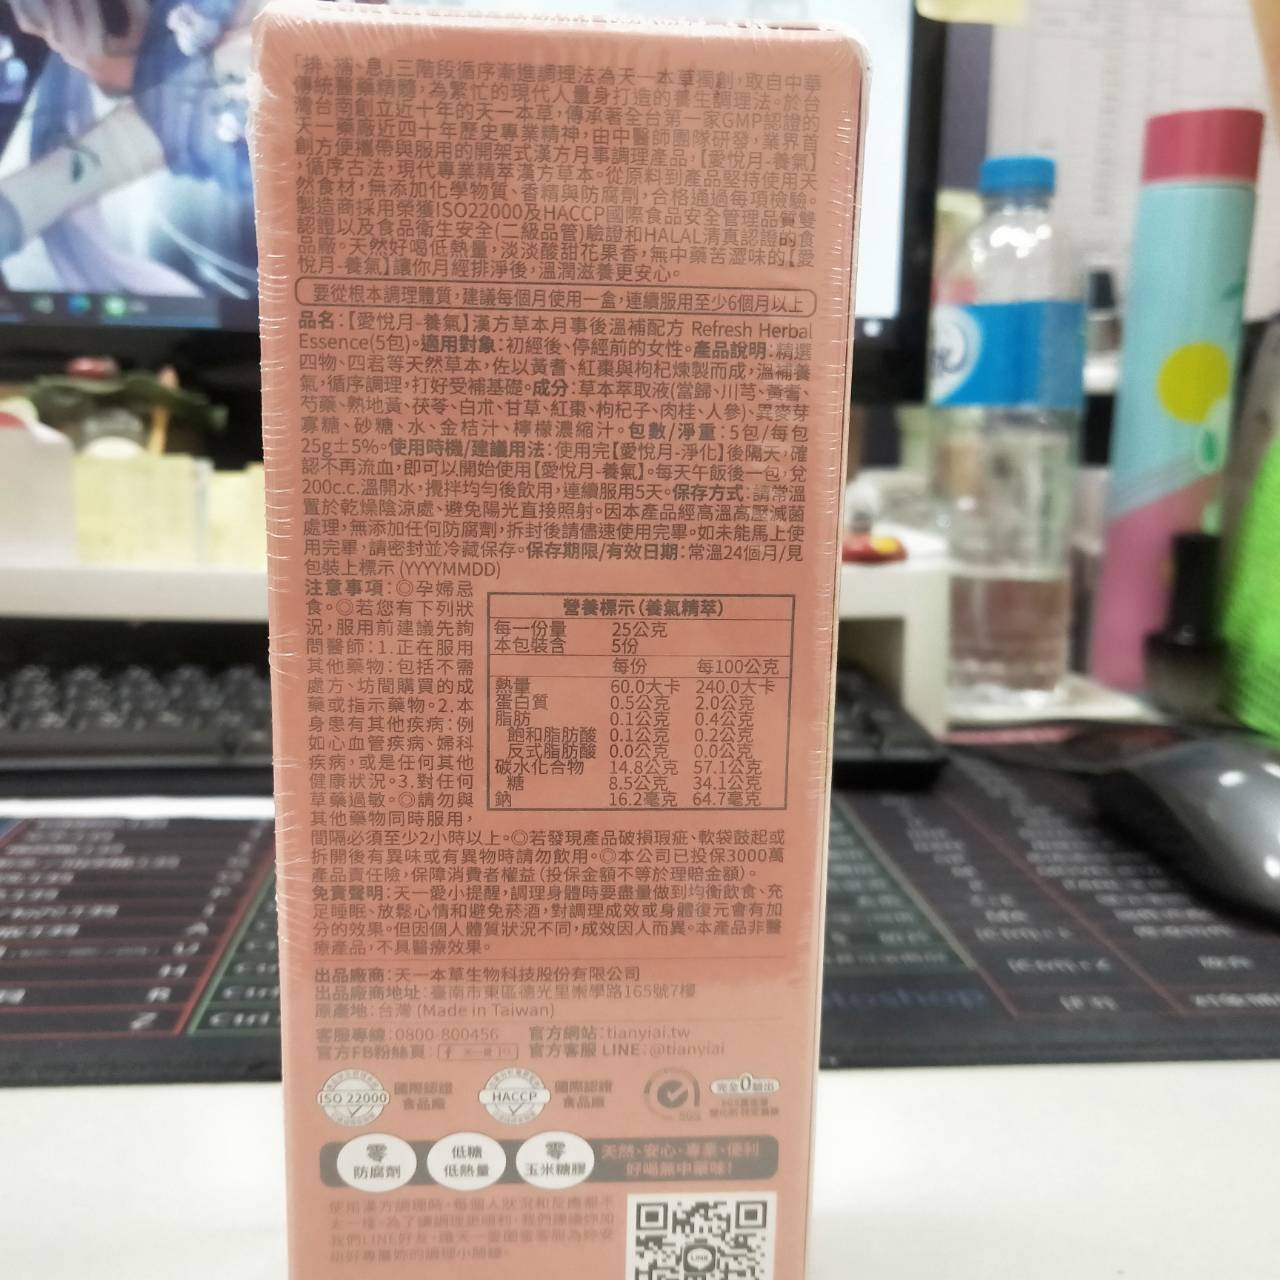 「排、補、息」三階段循序漸進調理法為天一本草獨創，取自中華
傳統醫藥精髓，為繁忙的現代人量身打造的養生調理法。於台
灣台南創立近十年的天一本草，傳承著全台第一家GMP認證的
天一藥廠近四十年歷史專業精神，由中醫師團隊研發，業界首
創方便攜帶與服用的開架式漢方月事調理產品，【愛悅月-養氣】
，循序古法，現代專業精萃漢方草本。從原料到產品堅持使用天
然食材，無添加化學物質、香精與防腐劑，合格通過每項檢驗。
製造商採用榮獲ISO22000及HACCP國際食品安全管理品質雙
認證以及食品衛生安全(二級品管)驗證和HALAL清真認證的食
品廠。天然好喝低熱量，淡淡酸甜花果香，無中藥苦澀味的【愛
悅月-養氣】讓你月經排淨後，溫潤滋養更安心。
要從根本調理體質，建議每個月使用一盒，連續服用至少6個月以上
品名：【愛悅月-養氣】漢方草本月事後溫補配方 Refresh Herbal
Essence(5包)。適用對象：初經後、停經前的女性。產品說明：精選
四物、四君等天然草本，佐以黃耆、紅棗與枸杞煉製而成，溫補養
氣，循序調理，打好受補基礎。成分：草本萃取液(當歸、川芎、黃耆、
芍藥、熟地黃、茯苓、白朮、甘草、紅棗、枸杞子、肉桂、人參)、異麥芽
寡糖、砂糖、水、金桔汁、檸檬濃縮汁。包數/淨重：5包/每包
25g±5%。使用時機/建議用法：使用完【愛悅月-淨化】後隔天，確
認不再流血，即可以開始使用【愛悅月-養氣】。每天午飯後一包，兌
200c.c.溫開水，攪拌均勻後飲用，連續服用5天。保存方式：請常溫
置於乾燥陰涼處、避免陽光直接照射。因本產品經高溫高壓滅菌
處理，無添加任何防腐劑，拆封後請儘速使用完畢。如未能馬上使
用完畢，請密封並冷藏保存。保存期限/有效日期：常溫24個月/見
包裝上標示 (YYYYMMDD)
注意事項：◎孕婦忌
食。◎若您有下列狀
況，服用前建議先詢
問醫師：1.正在服用
其他藥物：包括不需
處方、坊間購買的成
藥或指示藥物。2.本
身患有其他疾病：例
如心血管疾病、婦科
疾病，或是任何其他
健康狀況。3.對任何
草藥過敏。◎請勿與
其他藥物同時服用，
間隔必須至少2小時以上。◎若發現產品破損瑕疵、軟袋鼓起或
拆開後有異味或有異物時請勿飲用。◎本公司已投保3000萬
產品責任險，保障消費者權益(投保金額不等於理賠金額)。
免責聲明：天一愛小提醒，調理身體時要盡量做到均衡飲食、充
足睡眠、放鬆心情和避免菸酒，對調理成效或身體復元會有加
分的效果。但因個人體質狀況不同，成效因人而異。本產品非醫
療產品，不具醫療效果。
營養標示(養氣精萃)
每一份量 25公克
本包裝含 5份
每份 每100公克
熱量 60.0大卡 240.0大卡
蛋白質 0.5公克 2.0公克
脂肪 0.1公克 0.4公克
飽和脂肪酸 0.1公克 0.2公克
反式脂肪酸 0.0公克 0.0公克
碳水化合物 14.8公克 57.1公克
糖 8.5公克 34.1公克
鈉 16.2毫克 64.7毫克
出品廠商：天一本草生物科技股份有限公司
出品廠商地址：臺南市東區德光里崇學路165號7樓
原產地：台灣 (Made in Taiwan)
客服專線：0800-800456 官方網站：tianyiai.tw
官方FB粉絲頁： 官方客服 LINE：@tianyiai
ISO 22000
國際認證
食品廠
HACCP
國際認證
食品廠
SGS
完全0驗出
零
防腐劑
低糖
低熱量
零
玉米糖膠
天然、安心、專業、便利
好喝無中藥味！
使用漢方調理時，每個人狀況和反應都不
太一樣。為了讓調理更順利，我們建議妳加
LINE